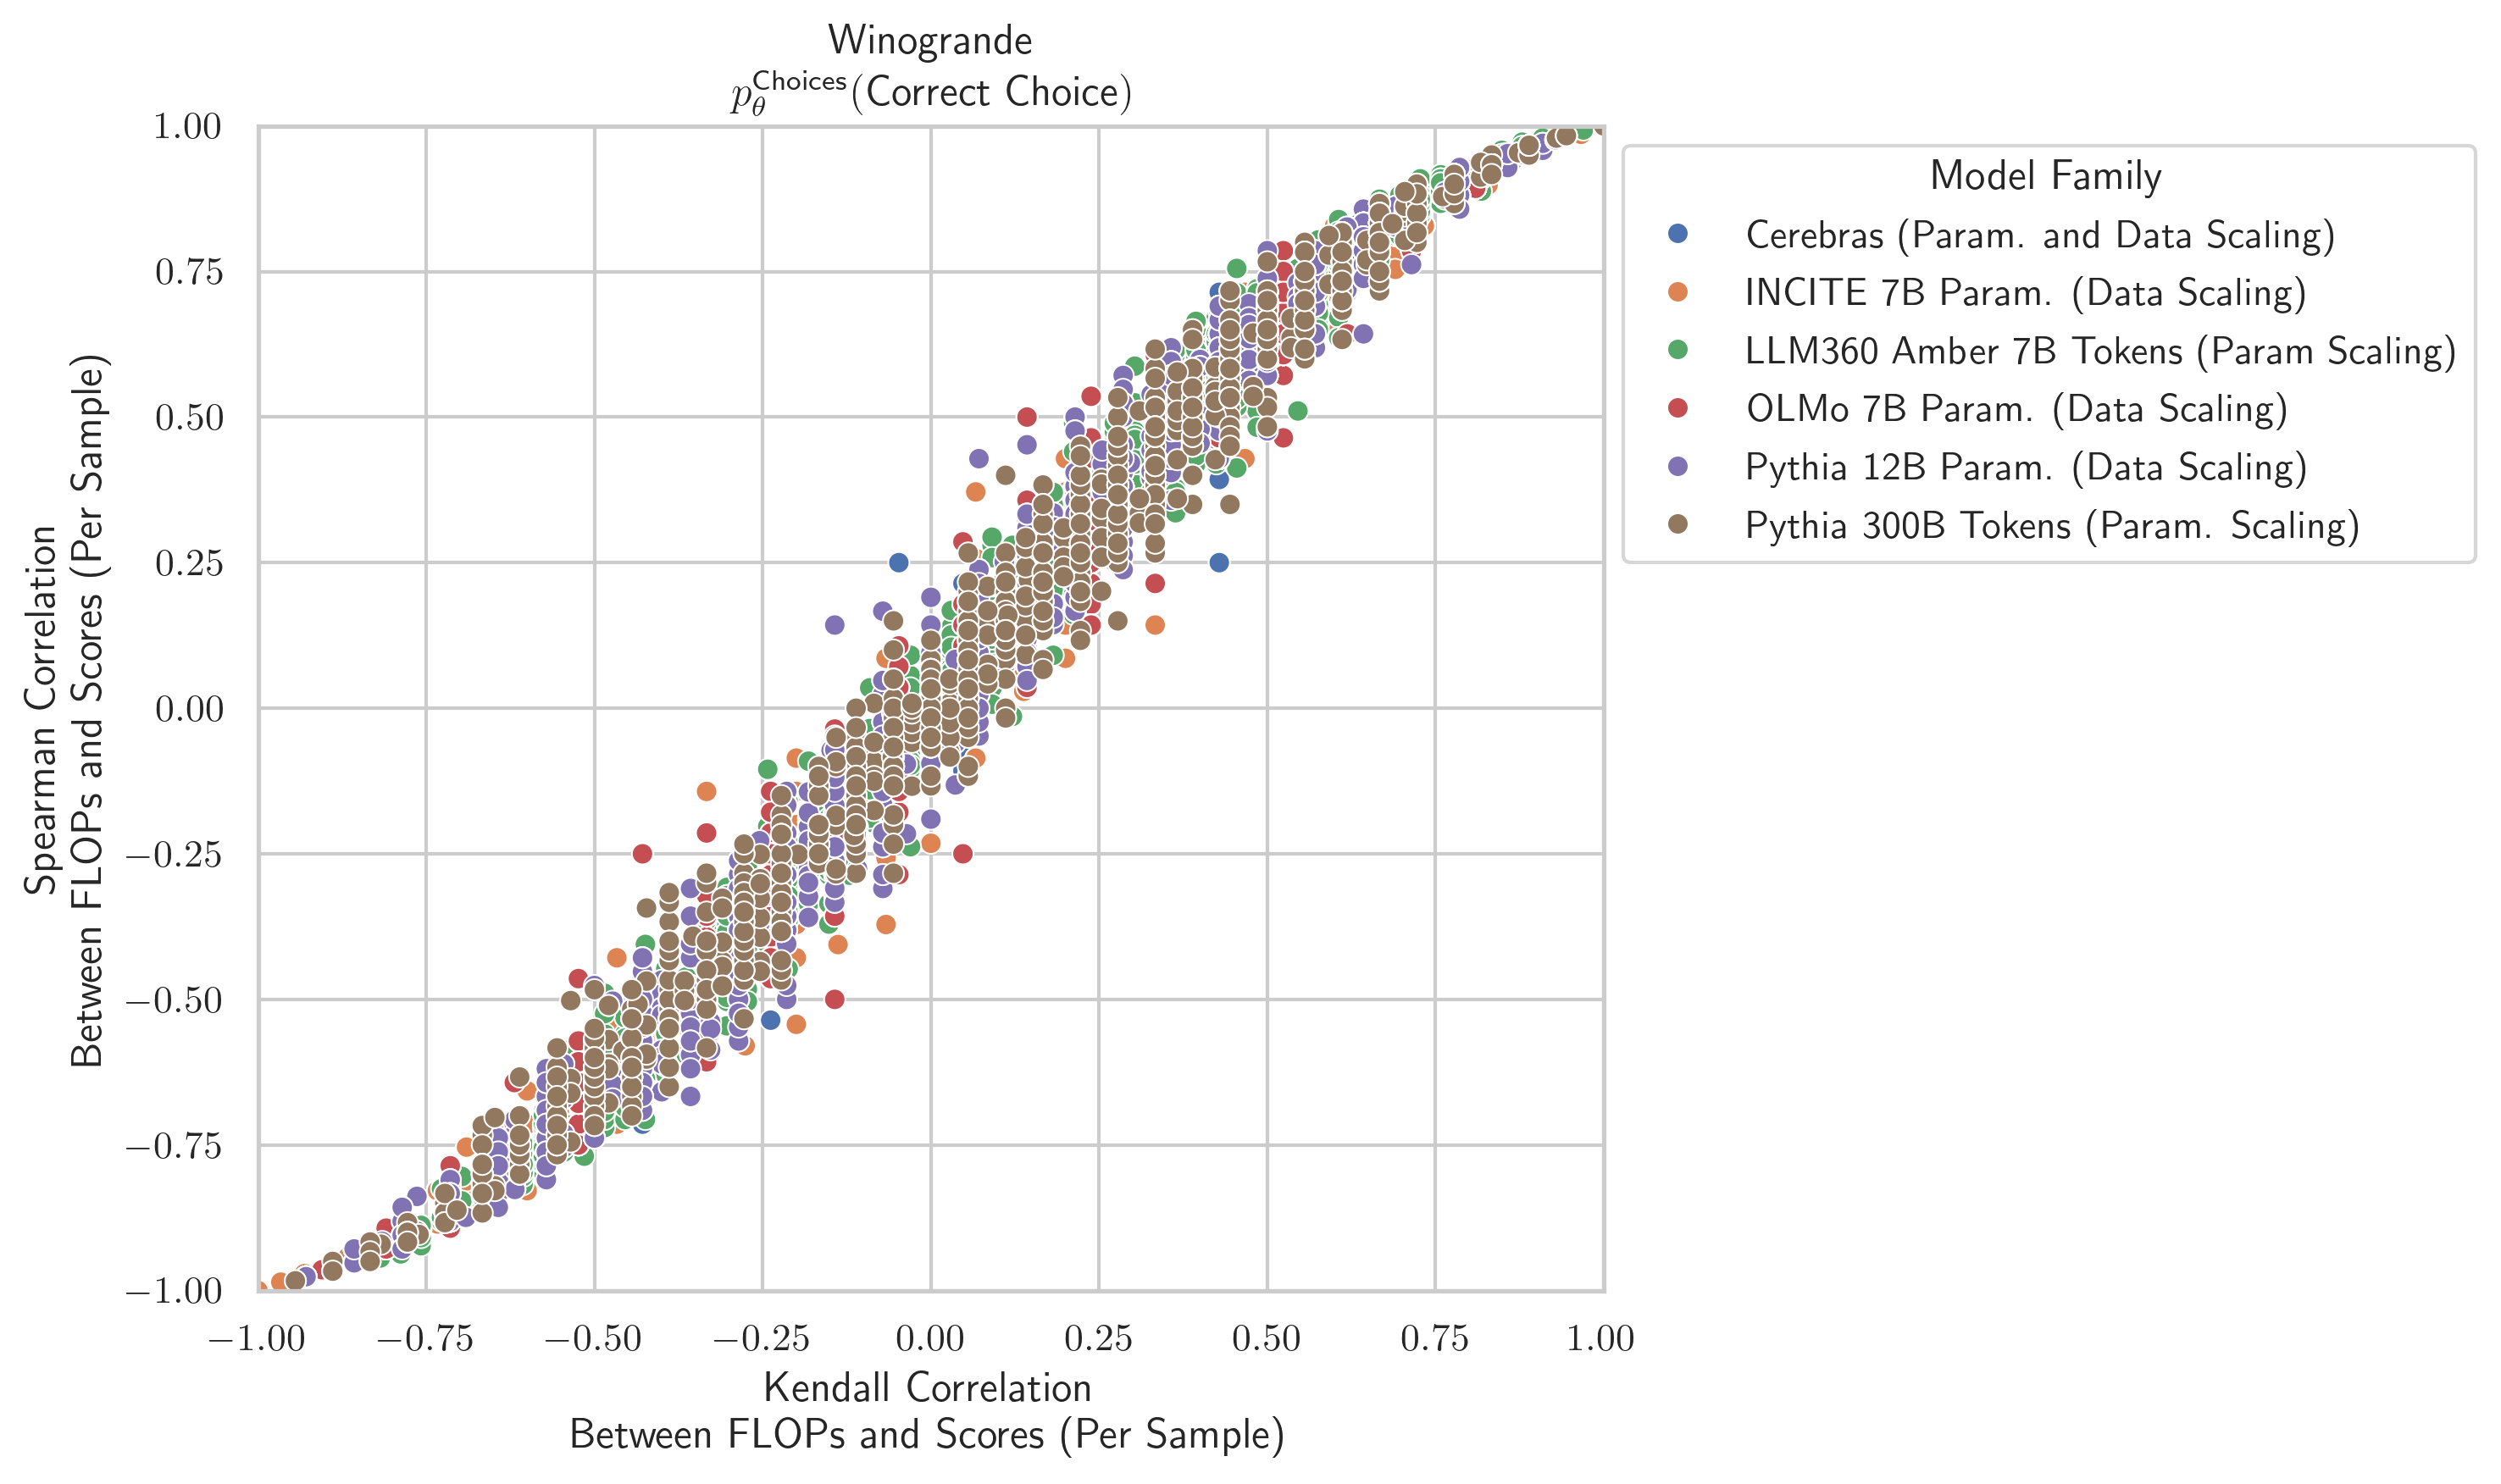 Winogrande
p_θ^Choices(Correct Choice)
1.00
0.75
0.50
0.25
0.00
−0.25
−0.50
−0.75
−1.00
Spearman Correlation
Between FLOPs and Scores (Per Sample)
−1.00 −0.75 −0.50 −0.25 0.00 0.25 0.50 0.75 1.00
Kendall Correlation
Between FLOPs and Scores (Per Sample)
Model Family
Cerebras (Param. and Data Scaling)
INCITE 7B Param. (Data Scaling)
LLM360 Amber 7B Tokens (Param Scaling)
OLMo 7B Param. (Data Scaling)
Pythia 12B Param. (Data Scaling)
Pythia 300B Tokens (Param. Scaling)